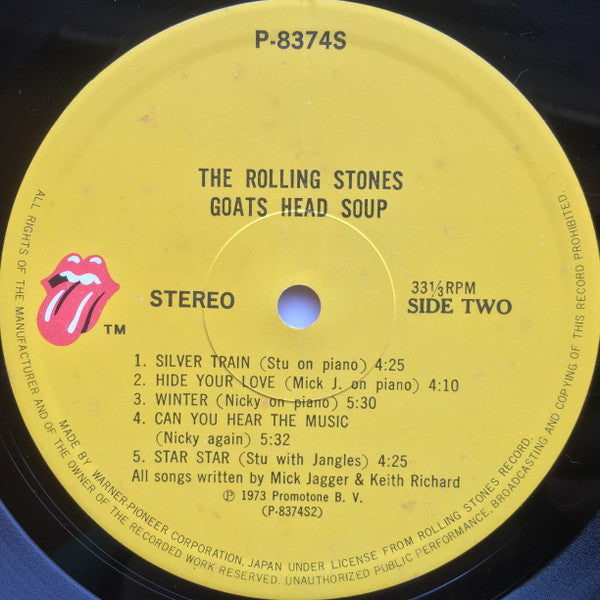 P-8374S
THE ROLLING STONES
GOATS HEAD SOUP
TM
STEREO
33⅓RPM
SIDE TWO
1. SILVER TRAIN (Stu on piano) 4:25
2. HIDE YOUR LOVE (Mick J. on piano) 4:10
3. WINTER (Nicky on piano) 5:30
4. CAN YOU HEAR THE MUSIC
(Nicky again) 5:32
5. STAR STAR (Stu with Jangles) 4:25
All songs written by Mick Jagger & Keith Richard
℗ 1973 Promotone B. V.
(P-8374S2)
MADE BY WARNER-PIONEER CORPORATION, JAPAN UNDER LICENSE FROM ROLLING STONES RECORD.
ALL RIGHTS OF THE MANUFACTURER AND OF THE OWNER OF THE RECORDED WORK RESERVED. UNAUTHORIZED PUBLIC PERFORMANCE, BROADCASTING AND COPYING OF THIS RECORD PROHIBITED.